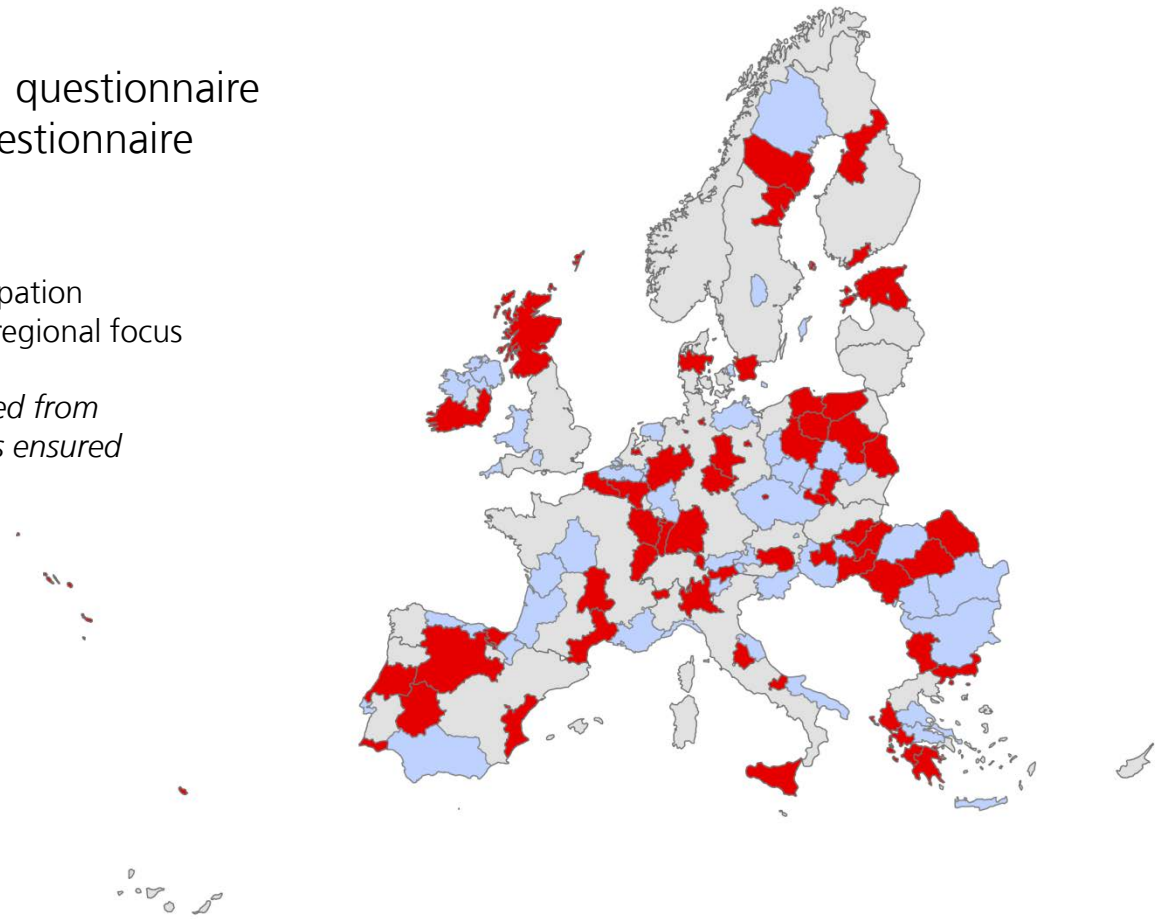 questionnaire
estionnaire
pation
regional focus
ed from
s ensured